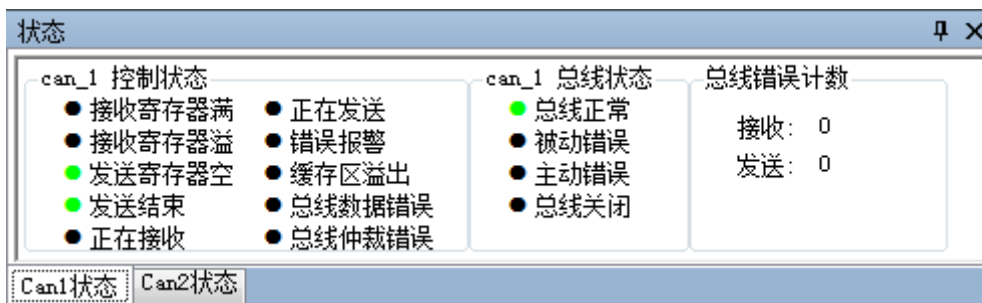 状态
can_1 控制状态
接收寄存器满
接收寄存器溢
发送寄存器空
发送结束
正在接收
正在发送
错误报警
缓存区溢出
总线数据错误
总线仲裁错误
can_1 总线状态
总线正常
被动错误
主动错误
总线关闭
总线错误计数
接收: 0
发送: 0
Can1状态 Can2状态